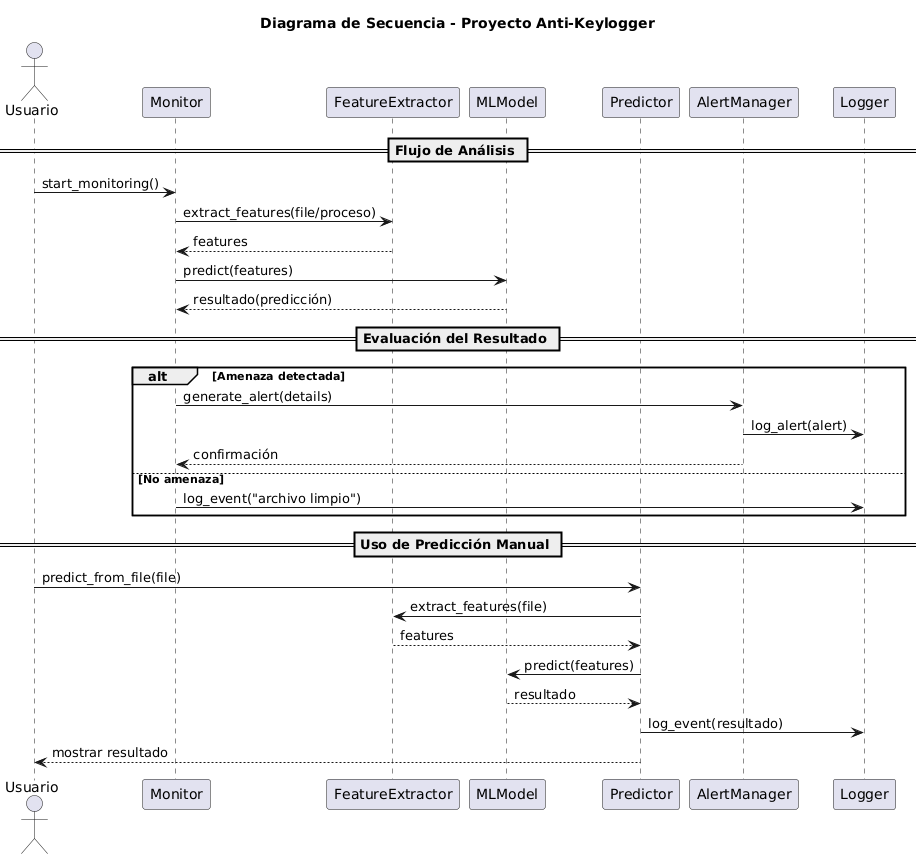 Diagrama de Secuencia - Proyecto Anti-Keylogger
Usuario
Monitor
FeatureExtractor
MLModel
Predictor
AlertManager
Logger
Flujo de Análisis
start_monitoring()
extract_features(file/proceso)
features
predict(features)
resultado(predicción)
Evaluación del Resultado
alt
[Amenaza detectada]
generate_alert(details)
log_alert(alert)
confirmación
[No amenaza]
log_event("archivo limpio")
Uso de Predicción Manual
predict_from_file(file)
extract_features(file)
features
predict(features)
resultado
log_event(resultado)
mostrar resultado
Usuario
Monitor
FeatureExtractor
MLModel
Predictor
AlertManager
Logger